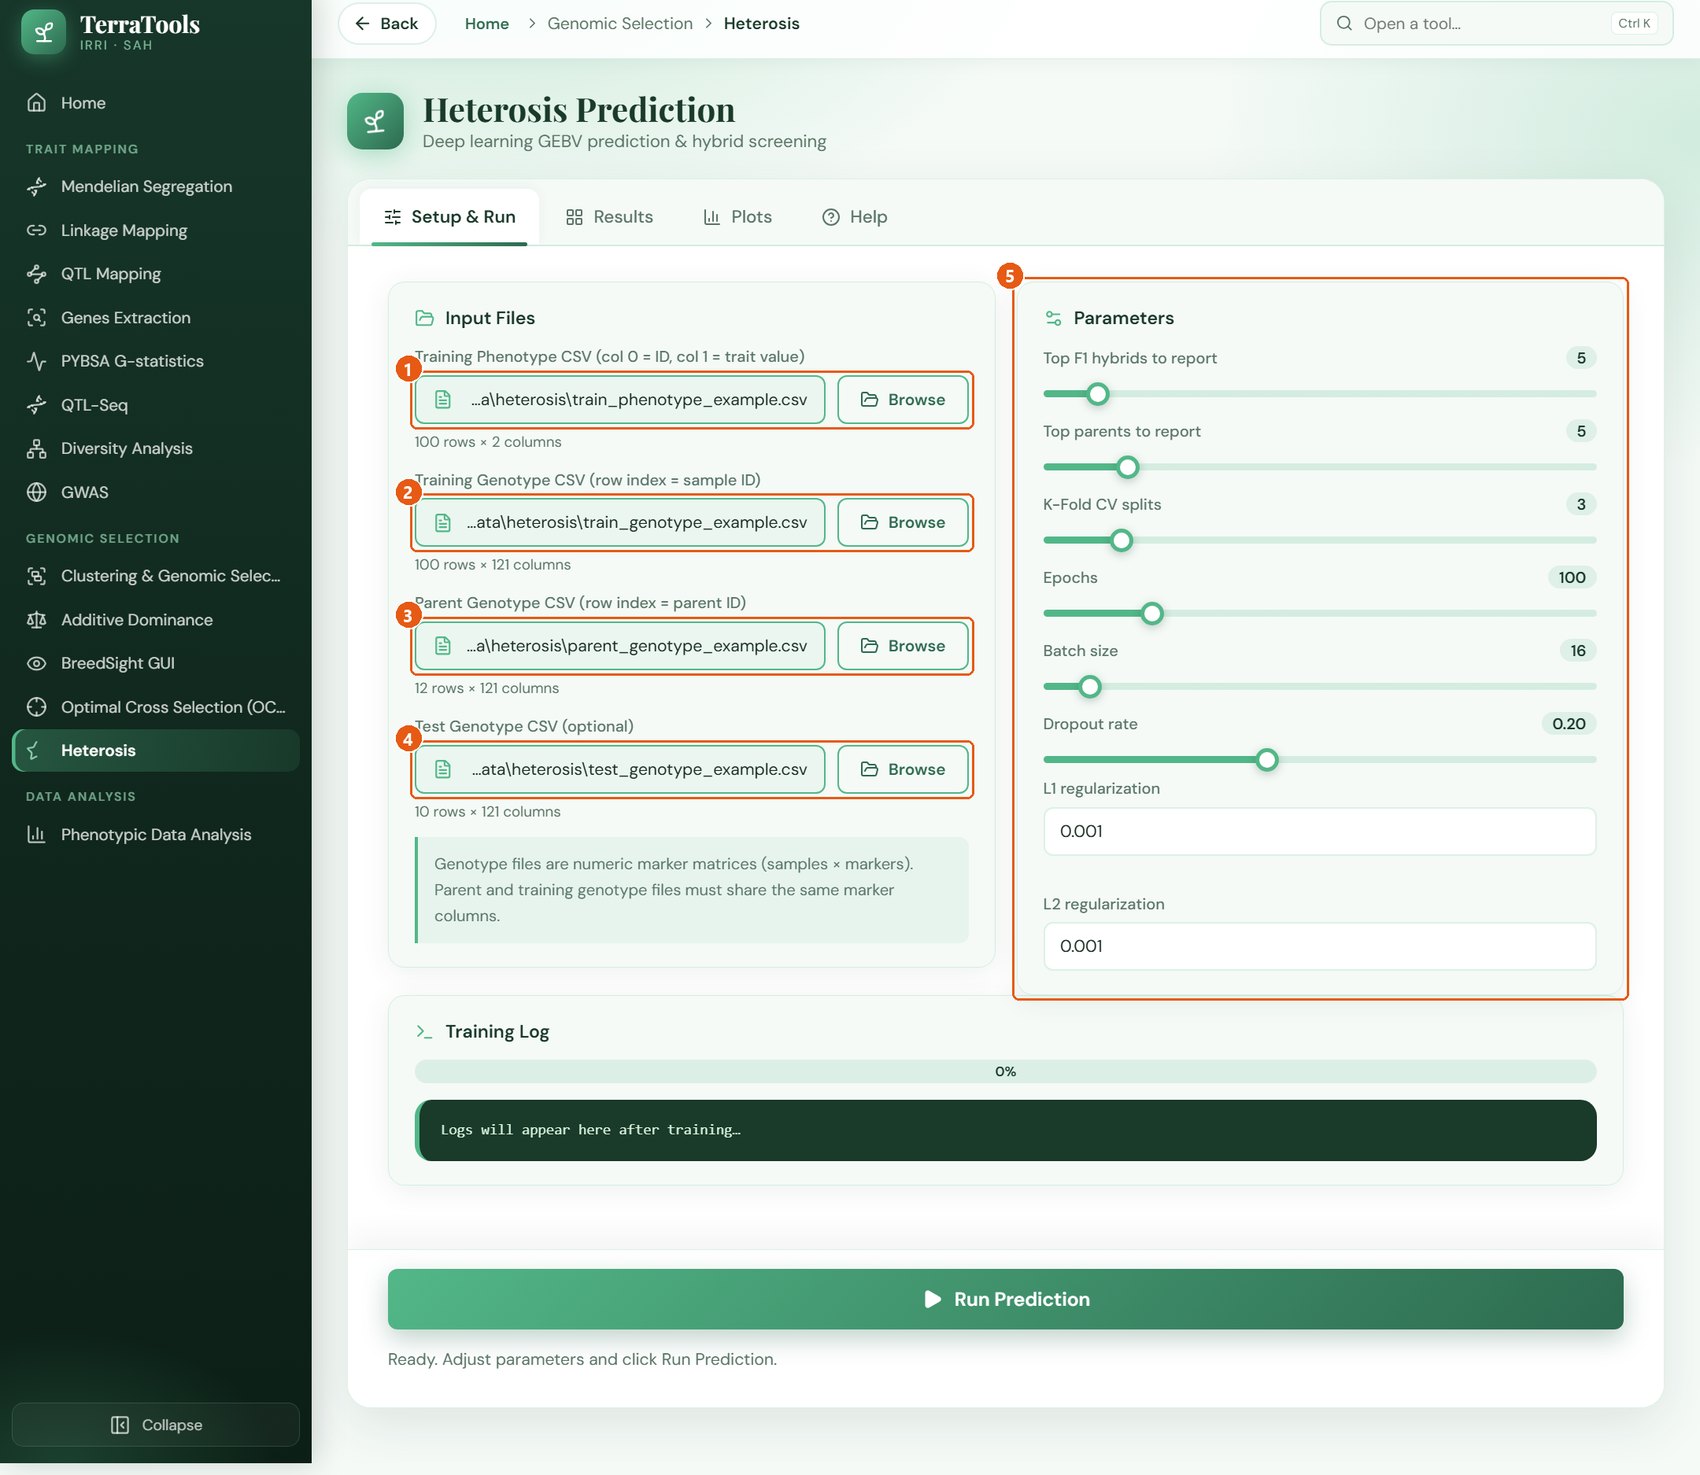 TerraTools
IRRI · SAH
Home
TRAIT MAPPING
Mendelian Segregation
Linkage Mapping
QTL Mapping
Genes Extraction
PYBSA G-statistics
QTL-Seq
Diversity Analysis
GWAS
GENOMIC SELECTION
Clustering & Genomic Selec...
Additive Dominance
BreedSight GUI
Optimal Cross Selection (OC...
Heterosis
DATA ANALYSIS
Phenotypic Data Analysis
Collapse
Back
Home > Genomic Selection > Heterosis
Open a tool...
Ctrl K
Heterosis Prediction
Deep learning GEBV prediction & hybrid screening
Setup & Run
Results
Plots
Help
Input Files
Training Phenotype CSV (col 0 = ID, col 1 = trait value)
1
...a\heterosis\train_phenotype_example.csv
Browse
100 rows × 2 columns
Training Genotype CSV (row index = sample ID)
2
...ata\heterosis\train_genotype_example.csv
Browse
100 rows × 121 columns
Parent Genotype CSV (row index = parent ID)
3
...a\heterosis\parent_genotype_example.csv
Browse
12 rows × 121 columns
Test Genotype CSV (optional)
4
...ata\heterosis\test_genotype_example.csv
Browse
10 rows × 121 columns
Genotype files are numeric marker matrices (samples × markers).
Parent and training genotype files must share the same marker
columns.
5
Parameters
Top F1 hybrids to report
5
Top parents to report
5
K-Fold CV splits
3
Epochs
100
Batch size
16
Dropout rate
0.20
L1 regularization
0.001
L2 regularization
0.001
Training Log
0%
Logs will appear here after training…
Run Prediction
Ready. Adjust parameters and click Run Prediction.